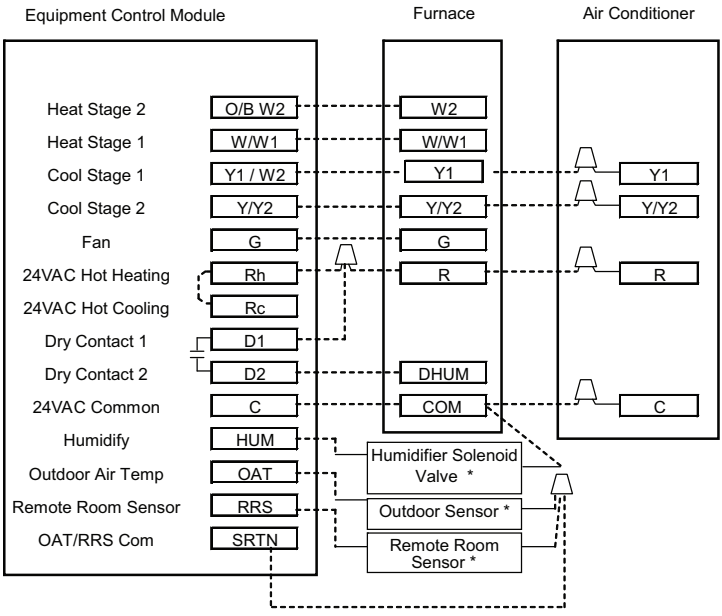 Equipment Control Module Furnace Air Conditioner
Heat Stage 2 O/B W2 W2
Heat Stage 1 W/W1 W/W1
Cool Stage 1 Y1 / W2 Y1 Y1
Cool Stage 2 Y/Y2 Y/Y2 Y/Y2
Fan G G
24VAC Hot Heating Rh R R
24VAC Hot Cooling Rc
Dry Contact 1 D1
Dry Contact 2 D2 DHUM
24VAC Common C COM C
Humidify HUM
Humidifier Solenoid
Valve *
Outdoor Air Temp OAT
Outdoor Sensor *
Remote Room Sensor RRS
OAT/RRS Com SRTN
Remote Room
Sensor *